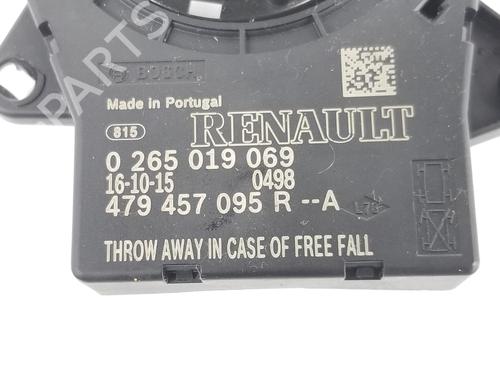 BOSCH
Made in Portugal
815
RENAULT
0 265 019 069
16-10-15 0498
479 457 095 R --A
THROW AWAY IN CASE OF FREE FALL